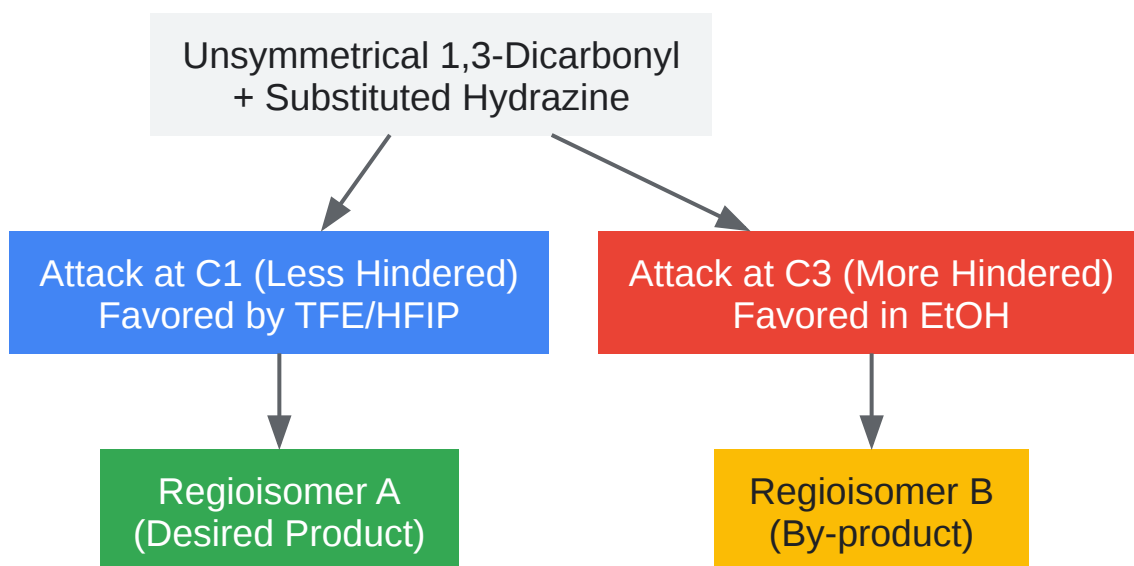 Unsymmetrical 1,3-Dicarbonyl
+ Substituted Hydrazine
Attack at C1 (Less Hindered)
Favored by TFE/HFIP
Attack at C3 (More Hindered)
Favored in EtOH
Regioisomer A
(Desired Product)
Regioisomer B
(By-product)